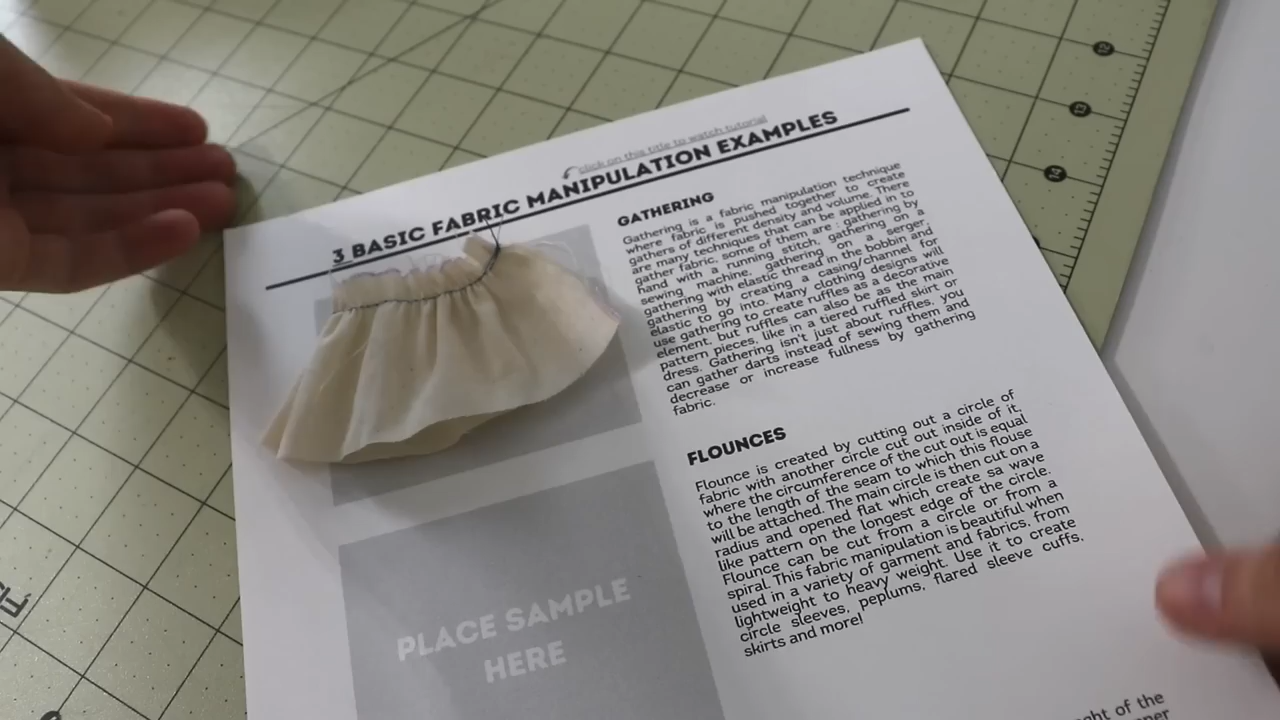 click on this title to watch tutorial
3 BASIC FABRIC MANIPULATION EXAMPLES
GATHERING
Gathering is a fabric manipulation technique
where fabric is pushed together to create
gathers of different density and volume. There
are many techniques that can be applied in to
gather fabric, some of them are : gathering by
hand with a running stitch, gathering on a
sewing machine, gathering on a serger,
gathering with elastic thread in the bobbin and
gathering by creating a casing/channel for
elastic to go into. Many clothing designs will
use gathering to create ruffles as a decorative
element, but ruffles can also be as the main
pattern pieces, like in a tiered ruffled skirt or
dress. Gathering isn't just about ruffles, you
can gather darts instead of sewing them and
decrease or increase fullness by gathering
fabric.
FLOUNCES
Flounce is created by cutting out a circle of
fabric with another circle cut out inside of it,
where the circumference of the cut out is equal
to the length of the seam to which this flouse
will be attached. The main circle is then cut on a
radius and opened flat which create sa wave
like pattern on the longest edge of the circle.
Flounce can be cut from a circle or from a
spiral. This fabric manipulation is beautiful when
used in a variety of garment and fabrics, from
lightweight to heavy weight. Use it to create
circle sleeves, peplums, flared sleeve cuffs,
skirts and more!
PLACE SAMPLE
HERE
12
13
14